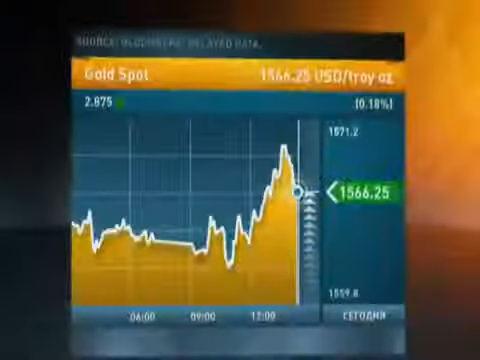 SOURCE: BLOOMBERG. DELAYED DATA.
Gold Spot 1566.25 USD/troy oz
2.875 (0.18%)
1571.2
1566.25
1559.8
06:00 09:00 12:00 СЕГОДНЯ